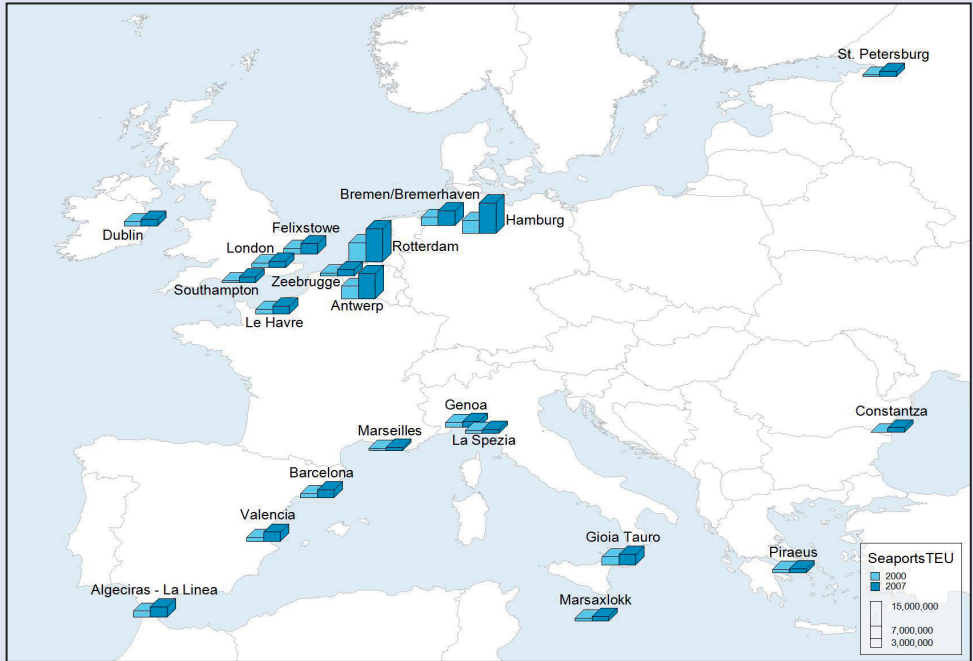 St. Petersburg
Bremen/Bremerhaven
Hamburg
Dublin
Felixstowe
Rotterdam
London
Zeebrugge
Southampton
Antwerp
Le Havre
Genoa
Constantza
Marseilles
La Spezia
Barcelona
Valencia
Gioia Tauro
Piraeus
Algeciras - La Linea
Marsaxlokk
SeaportsTEU
2000
2007
15,000,000
7,000,000
3,000,000